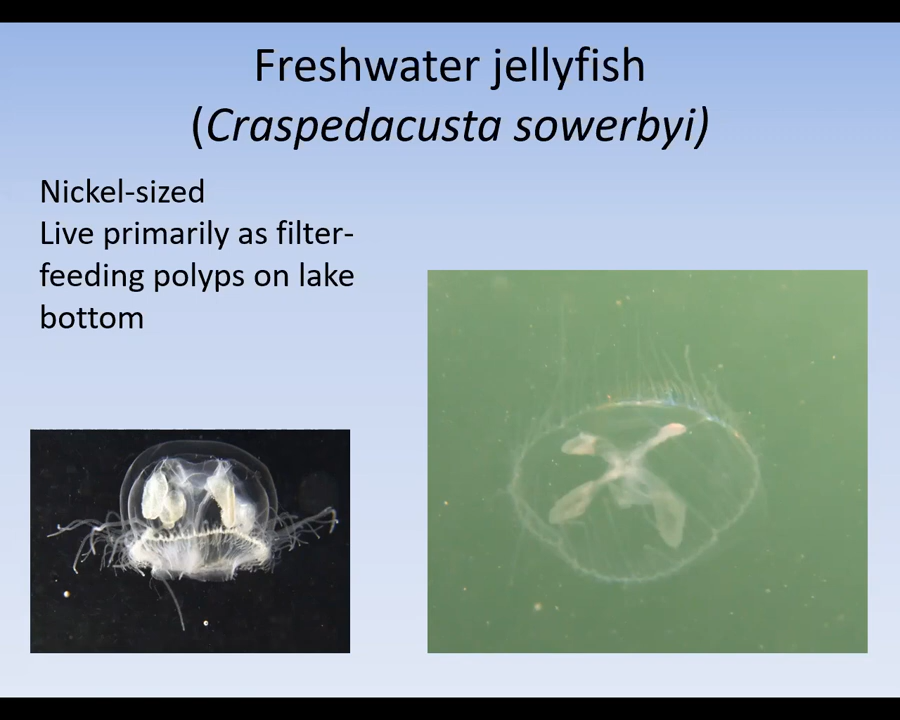 Freshwater jellyfish
(Craspedacusta sowerbyi)
Nickel-sized
Live primarily as filter-
feeding polyps on lake
bottom